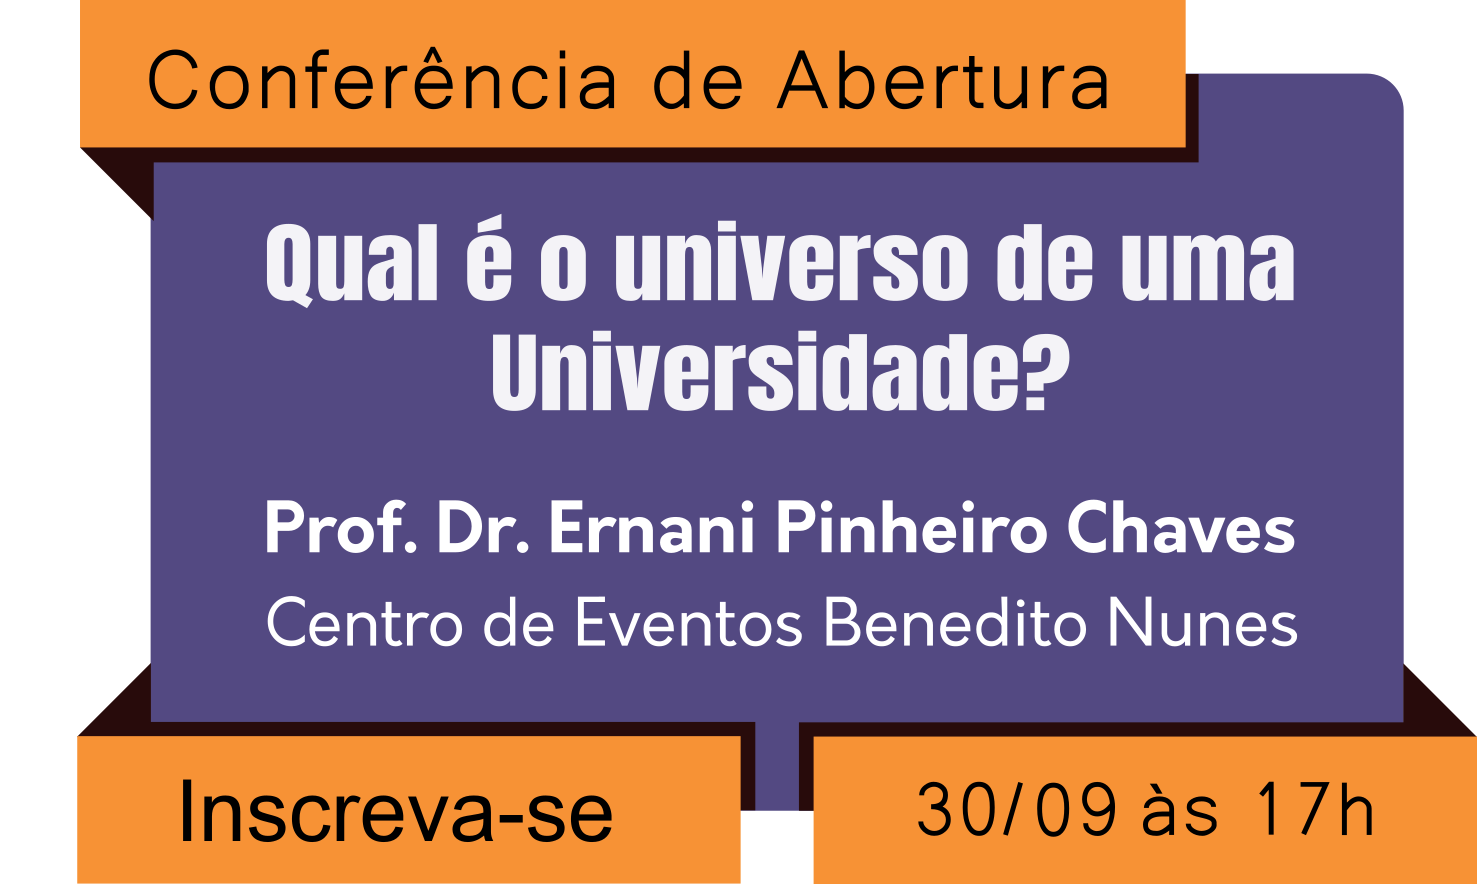 Conferência de Abertura
Qual é o universo de uma
Universidade?
Prof. Dr. Ernani Pinheiro Chaves
Centro de Eventos Benedito Nunes
Inscreva-se
30/09 às 17h